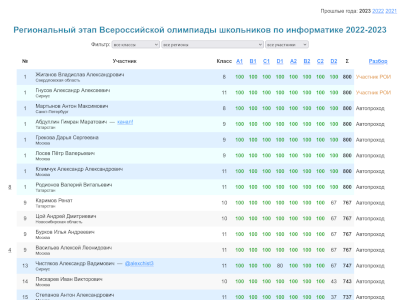 Прошлые года: 2023 2022 2021
Региональный этап Всероссийской олимпиады школьников по информатике 2022-2023
Фильтр: все классы все регионы все участники
№ Участник Класс A1 B1 C1 D1 A2 B2 C2 D2 Σ Разбор
1 Жиганов Владислав Александрович 8 100 100 100 100 100 100 100 100 800 Участник РОИ
Свердловская область
1 Гнусов Александр Алексеевич 11 100 100 100 100 100 100 100 100 800 Участник РОИ
Сириус
1 Мартынов Антон Максимович 8 100 100 100 100 100 100 100 100 800 Автопроход
Санкт-Петербург
1 Абдуллин Гимран Маратович — 9 100 100 100 100 100 100 100 100 800 Автопроход
Татарстан
1 Грекова Дарья Сергеевна 9 100 100 100 100 100 100 100 100 800 Автопроход
Москва
1 Лосев Пётр Валерьевич 9 100 100 100 100 100 100 100 100 800 Автопроход
Москва
1 Климчук Александр Александрович 11 100 100 100 100 100 100 100 100 800 Автопроход
Москва
8 1 Родионов Валерий Витальевич 11 100 100 100 100 100 100 100 100 800 Автопроход
Татарстан
9 Каримов Ренат 10 100 100 100 100 100 100 100 67 767 Автопроход
Татарстан
9 Цой Андрей Дмитриевич 10 100 100 100 100 100 100 100 67 767 Автопроход
Новосибирская область
9 Бурков Илья Андреевич 11 100 100 100 100 100 100 100 67 767 Автопроход
Москва
4 9 Васильев Алексей Леонидович 11 100 100 100 100 100 100 100 67 767 Автопроход
Москва
13 Чистяков Александр Вадимович — 11 100 100 100 80 100 100 100 67 747 Автопроход
Сириус
14 Пискарев Иван Викторович 10 100 100 100 100 100 100 100 43 743 Автопроход
Москва
15 Степанов Антон Алексеевич 11 100 100 100 100 100 100 100 37 737 Автопроход